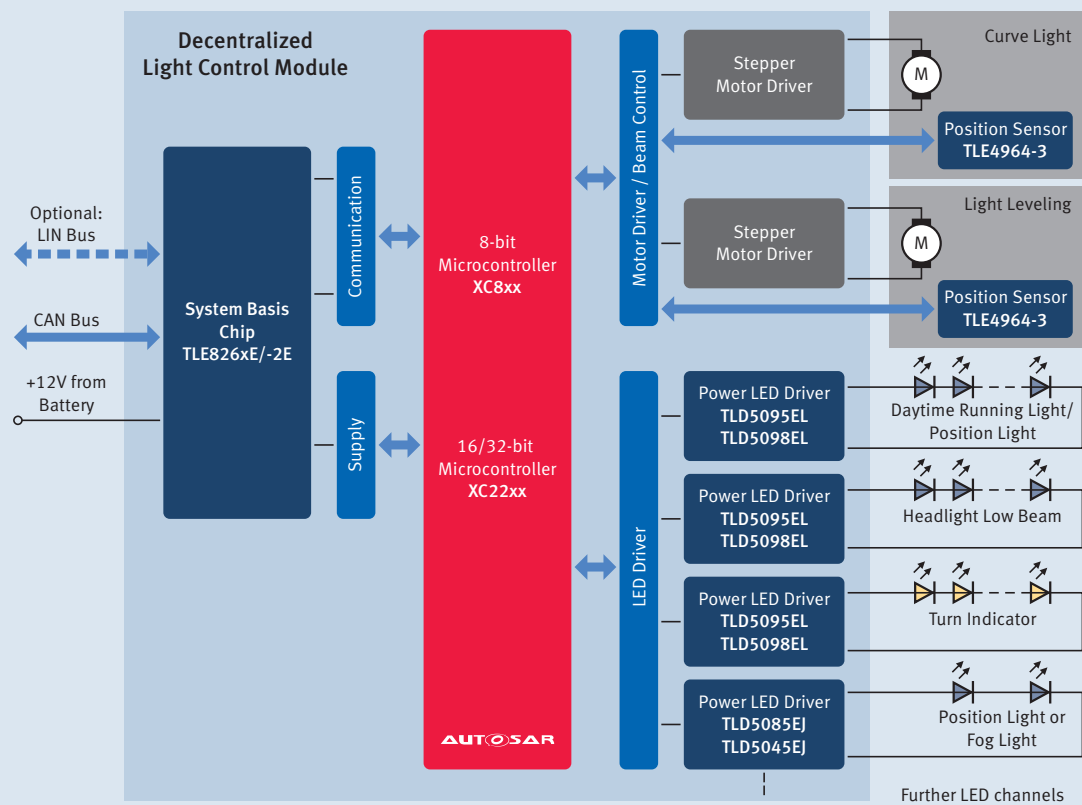 Decentralized
Light Control Module
Optional:
LIN Bus
CAN Bus
+12V from
Battery
System Basis
Chip
TLE826xE/-2E
Communication
Supply
8-bit
Microcontroller
XC8xx
16/32-bit
Microcontroller
XC22xx
AUTOSAR
Motor Driver / Beam Control
LED Driver
Stepper
Motor Driver
Curve Light
M
Position Sensor
TLE4964-3
Stepper
Motor Driver
Light Leveling
M
Position Sensor
TLE4964-3
Power LED Driver
TLD5095EL
TLD5098EL
Daytime Running Light/
Position Light
Power LED Driver
TLD5095EL
TLD5098EL
Headlight Low Beam
Power LED Driver
TLD5095EL
TLD5098EL
Turn Indicator
Power LED Driver
TLD5085EJ
TLD5045EJ
Position Light or
Fog Light
Further LED channels